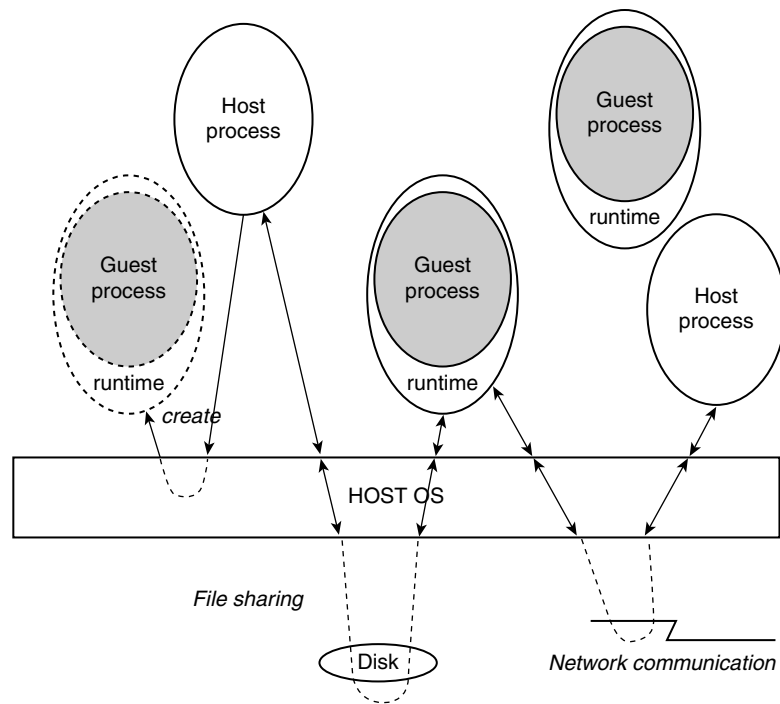 Host
process
Guest
process
runtime
Guest
process
runtime
create
Guest
process
runtime
Host
process
HOST OS
File sharing
Disk
Network communication